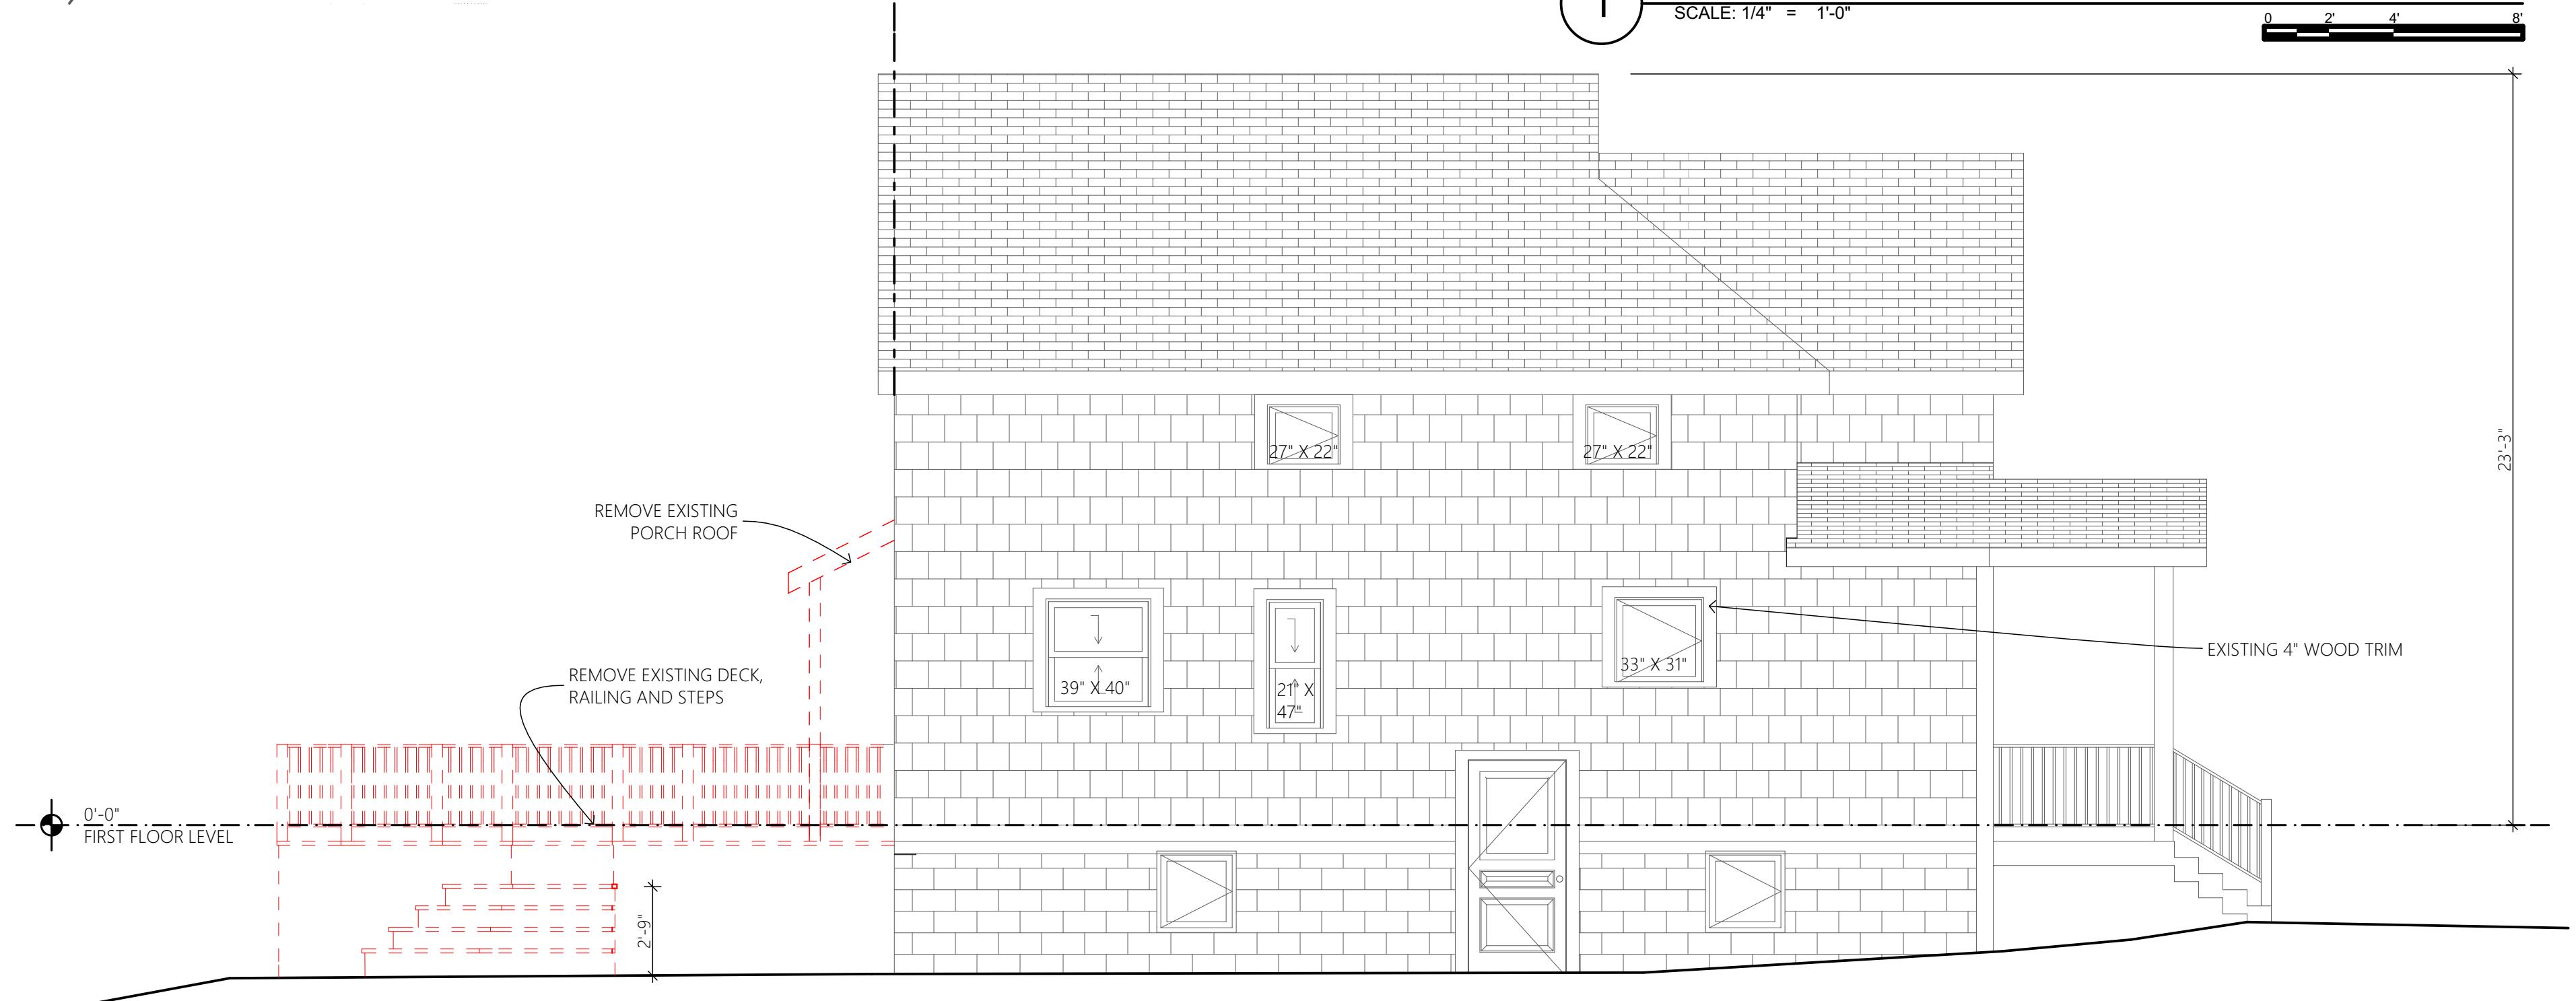 SCALE: 1/4" = 1'-0"
0 2' 4' 8'
27" X 22"
27" X 22"
23'-3"
REMOVE EXISTING
PORCH ROOF
EXISTING 4" WOOD TRIM
33" X 31"
39" X 40"
21" X
47"
REMOVE EXISTING DECK,
RAILING AND STEPS
0'-0"
FIRST FLOOR LEVEL
2'-9"